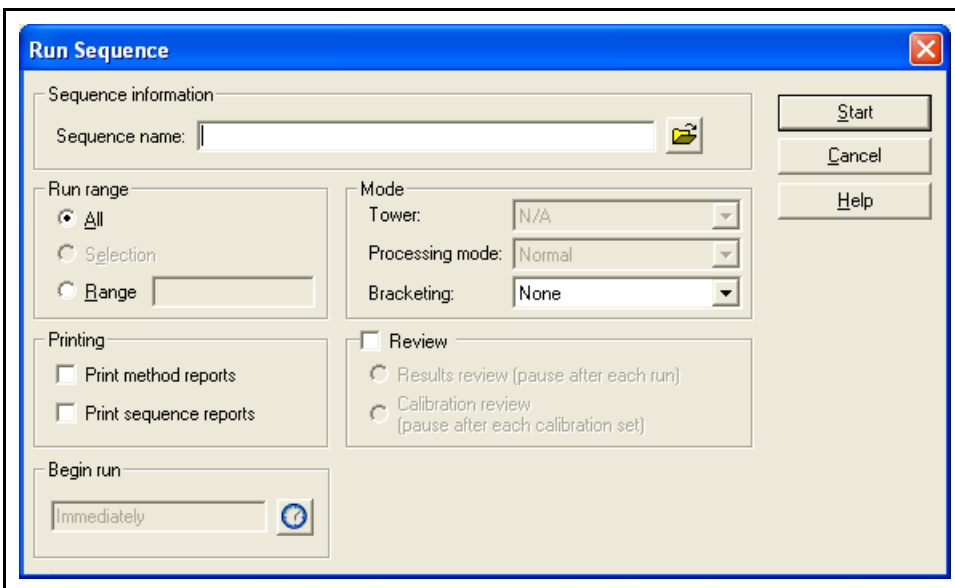 Run Sequence
Sequence information
Sequence name:
Start
Cancel
Help
Run range
All
Selection
Range
Mode
Tower: N/A
Processing mode: Normal
Bracketing: None
Printing
Print method reports
Print sequence reports
Review
Results review (pause after each run)
Calibration review
(pause after each calibration set)
Begin run
Immediately